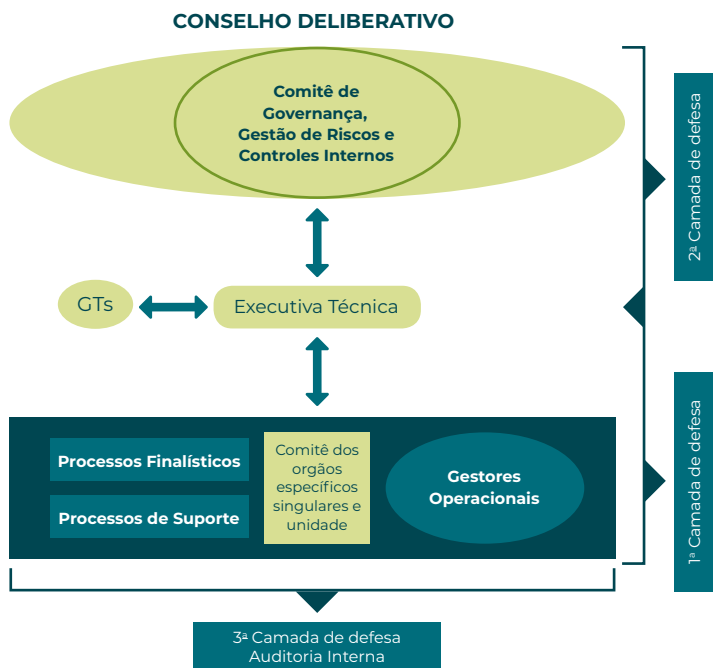 CONSELHO DELIBERATIVO
Comitê de
Governança,
Gestão de Riscos e
Controles Internos
2ª Camada de defesa
GTs
Executiva Técnica
Processos Finalísticos
Processos de Suporte
Comitê dos
orgãos
específicos
singulares e
unidade
Gestores
Operacionais
1ª Camada de defesa
3ª Camada de defesa
Auditoria Interna